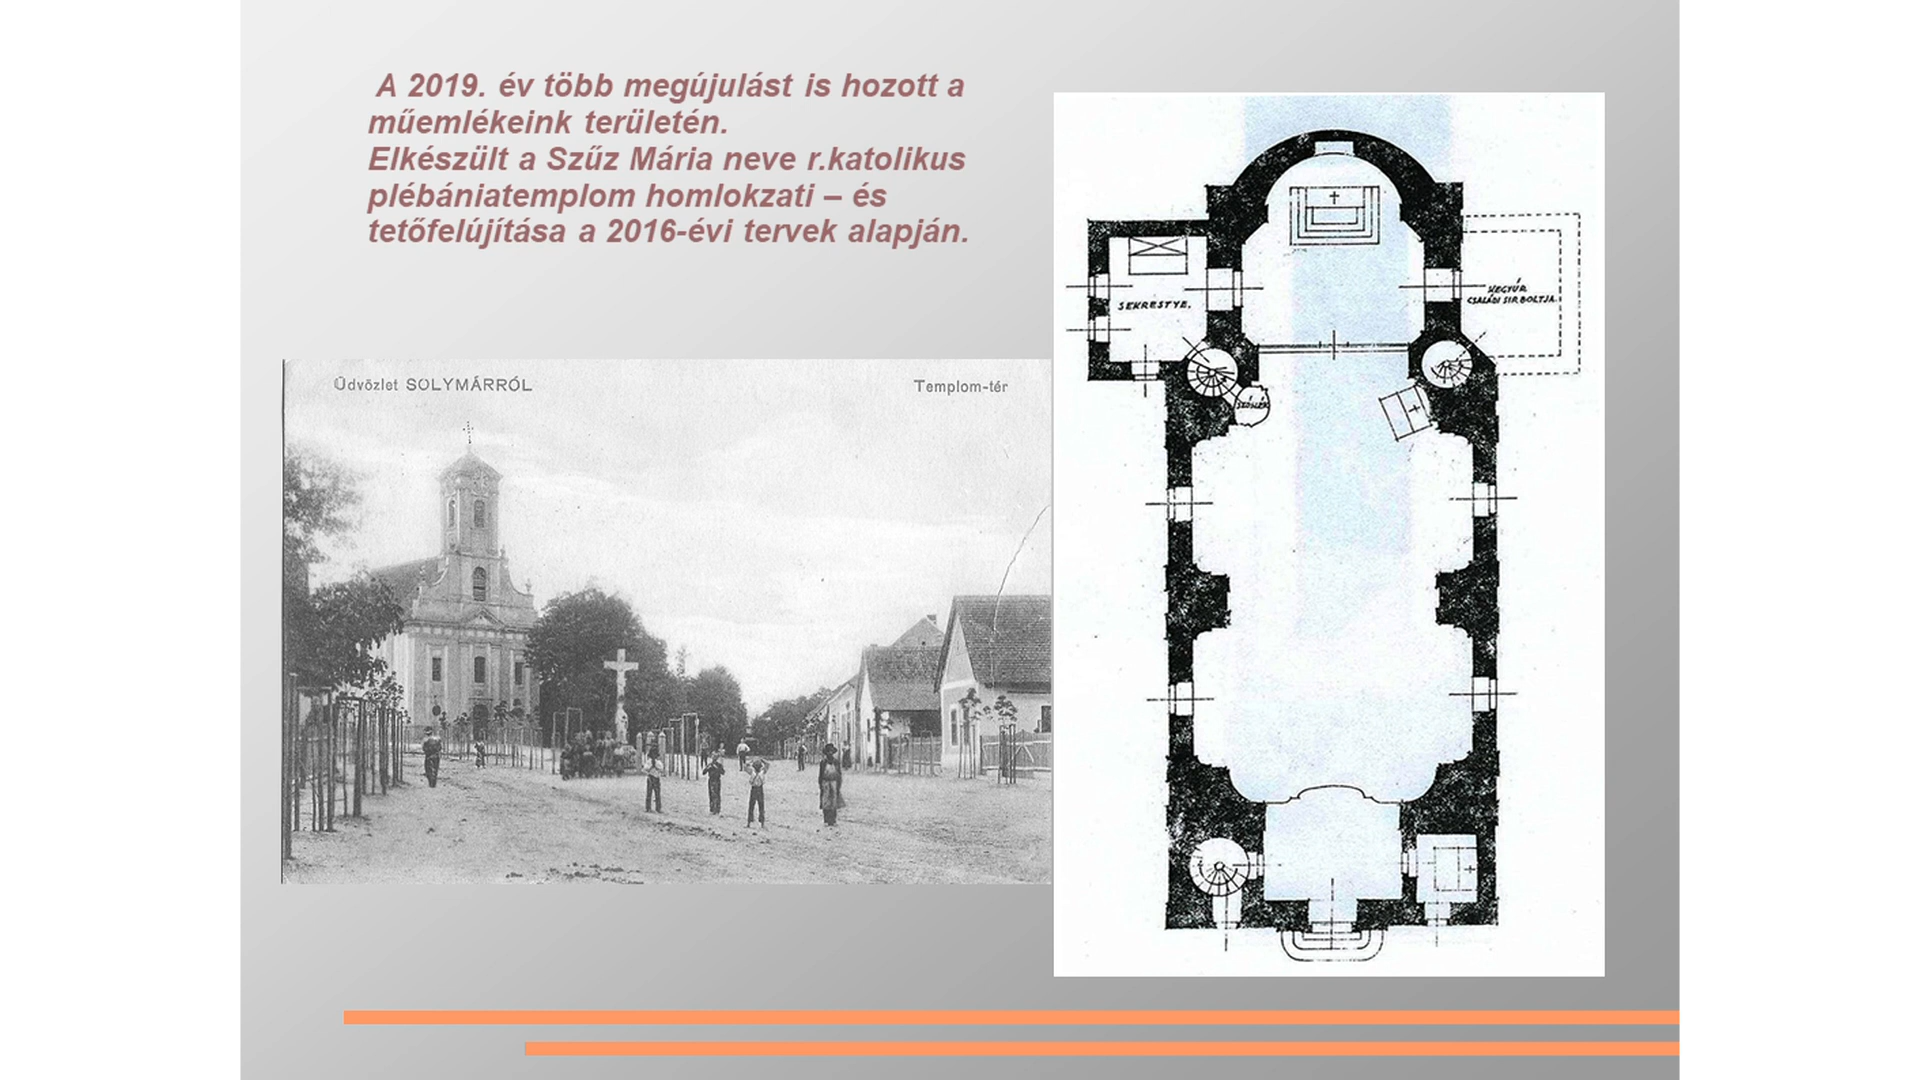 A 2019. év több megújulást is hozott a
műemlékeink területén.
Elkészült a Szűz Mária neve r.katolikus
plébániatemplom homlokzati – és
tetőfelújítása a 2016-évi tervek alapján.
Üdvözlet SOLYMÁRRÓL
Templom-tér
SEKRESTYE.
KEGYÚR
CSALÁDI SIRBOLTJA.